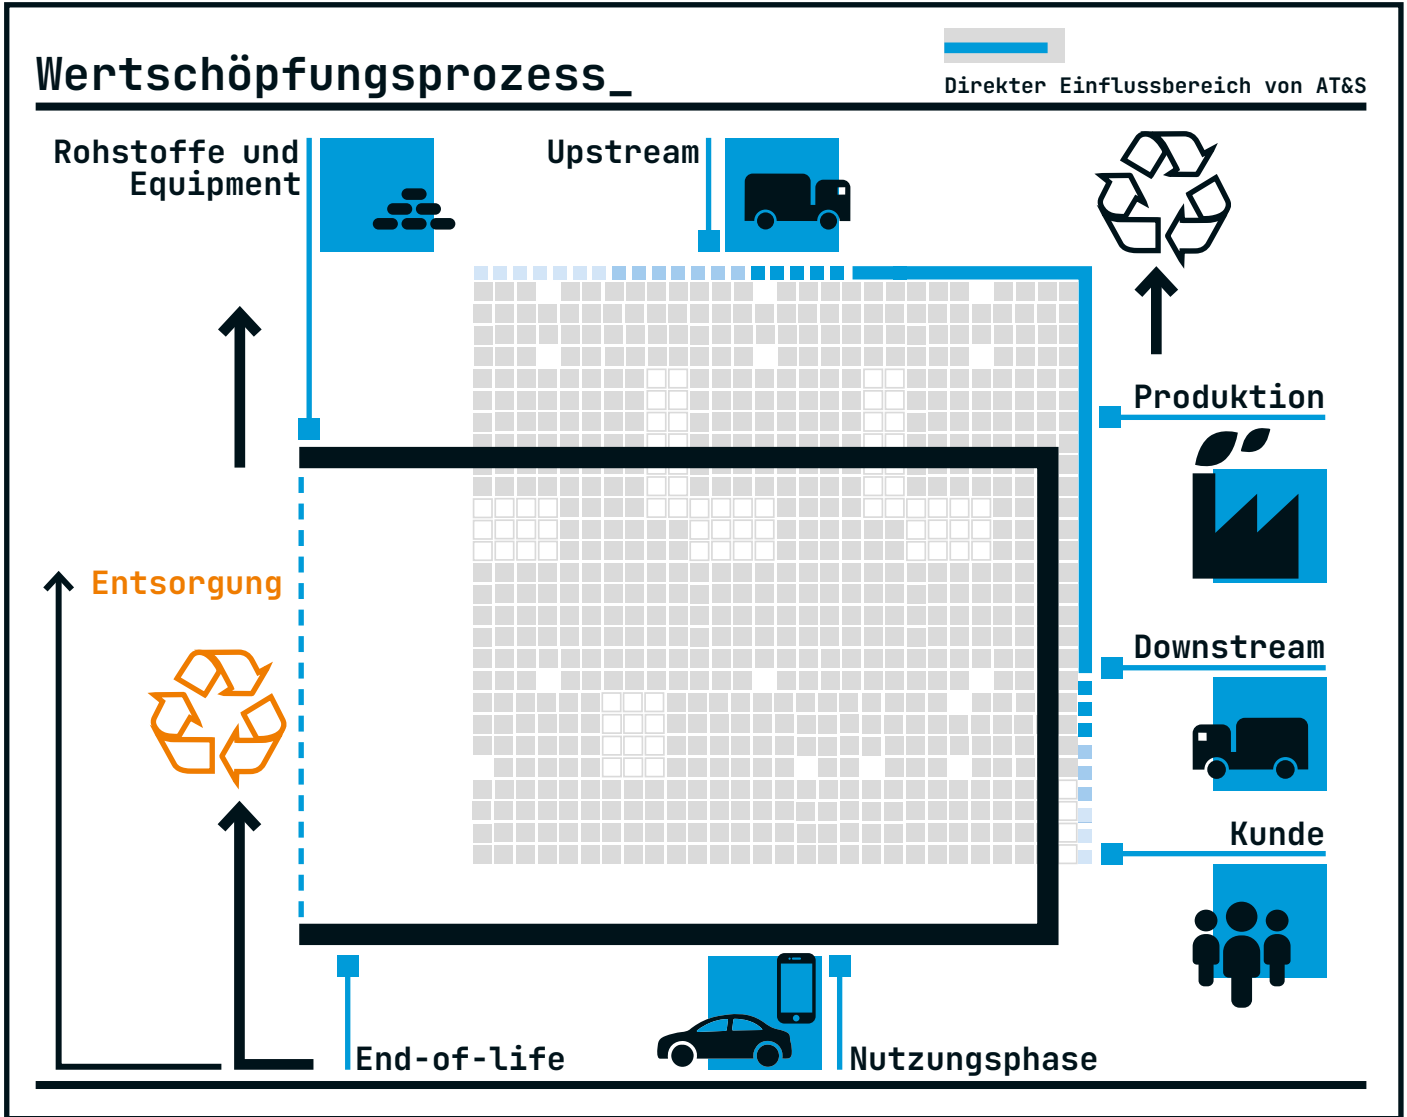 Wertschöpfungsprozess_
Direkter Einflussbereich von AT&S
Rohstoffe und
Equipment
Upstream
Produktion
Entsorgung
Downstream
Kunde
End-of-life
Nutzungsphase